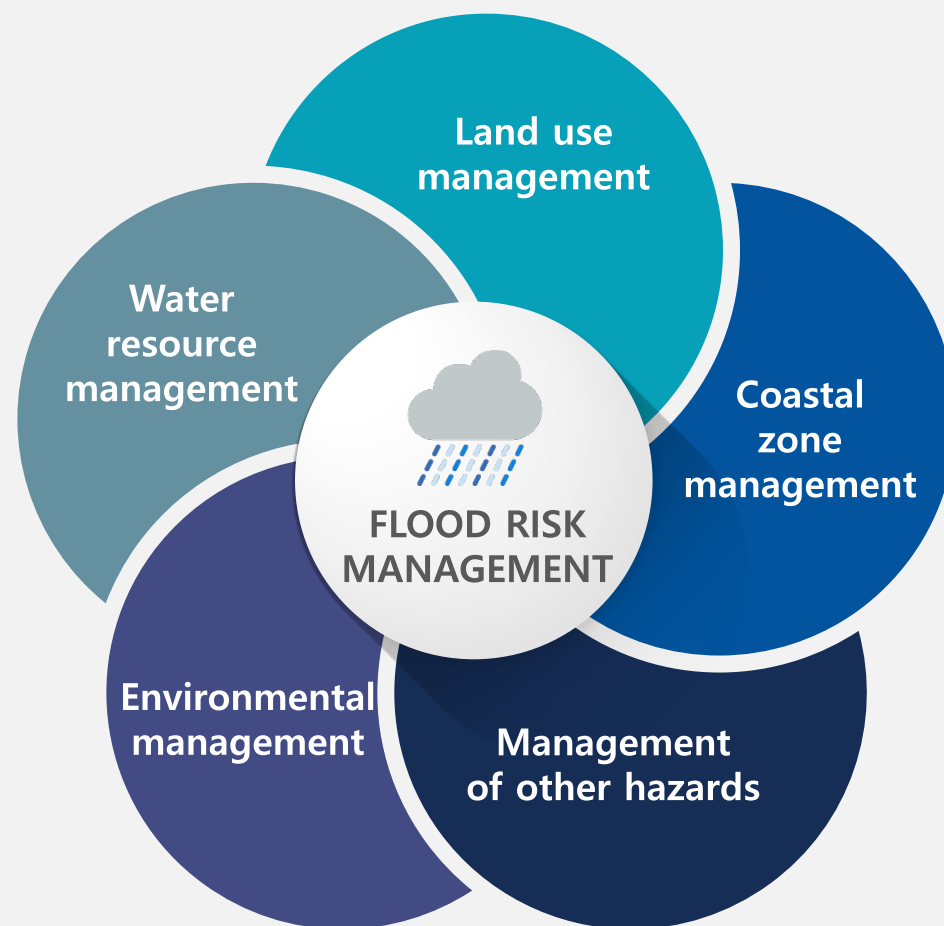 Land use
management
Water
resource
management
Coastal
zone
management
FLOOD RISK
MANAGEMENT
Environmental
management
Management
of other hazards